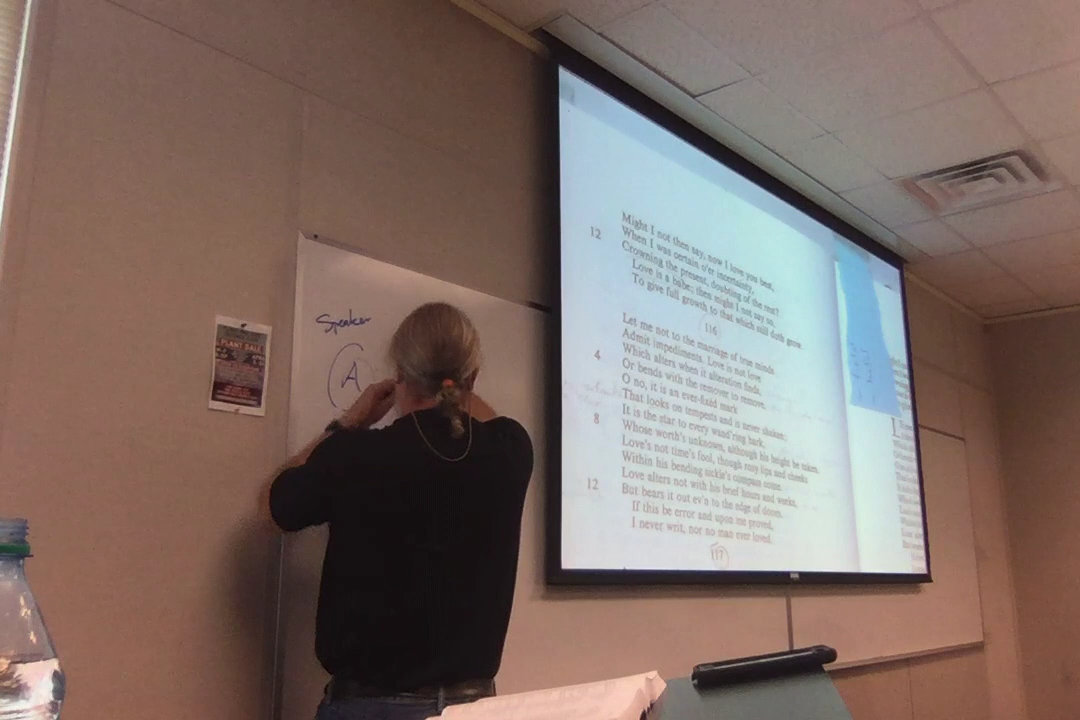 Speaker
A
PLANT SALE
Might I not then say, now I love you best,
12 When I was certain o'er incertainty,
Crowning the present, doubting of the rest?
Love is a babe; then might I not say so,
To give full growth to that which still doth grow.
116
Let me not to the marriage of true minds
Admit impediments. Love is not love
Which alters when it alteration finds,
4 Or bends with the remover to remove.
O no, it is an ever-fixèd mark
That looks on tempests and is never shaken;
It is the star to every wand'ring bark,
8 Whose worth's unknown, although his height be taken.
Love's not time's fool, though rosy lips and cheeks
Within his bending sickle's compass come.
Love alters not with his brief hours and weeks,
12 But bears it out ev'n to the edge of doom.
If this be error and upon me proved,
I never writ, nor no man ever loved.
117